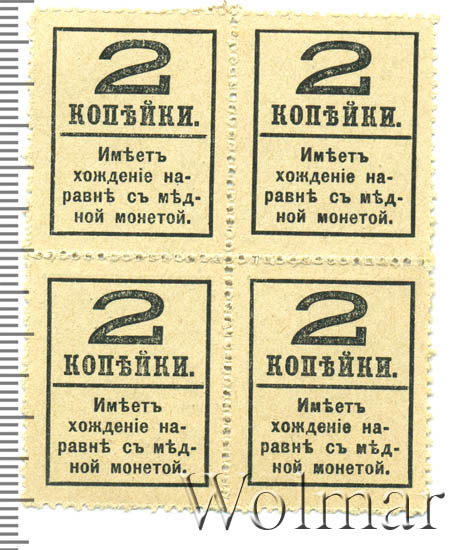 2
КОПѢЙКИ.
Имѣетъ
хожденіе на-
равнѣ съ мѣд-
ной монетой.
2
КОПѢЙКИ.
Имѣетъ
хожденіе на-
равнѣ съ мѣд-
ной монетой.
2
КОПѢЙКИ.
Имѣетъ
хожденіе на-
равнѣ съ мѣд-
ной монетой.
2
КОПѢЙКИ.
Имѣетъ
хожденіе на-
равнѣ съ мѣд-
ной монетой.
Wolmar